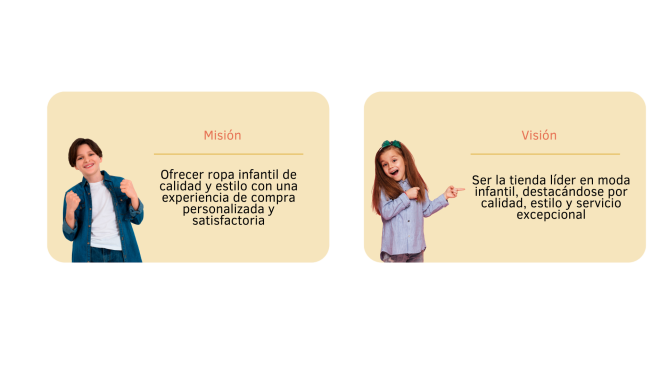 Misión
Ofrecer ropa infantil de
calidad y estilo con una
experiencia de compra
personalizada y
satisfactoria
Visión
Ser la tienda líder en moda
infantil, destacándose por
calidad, estilo y servicio
excepcional